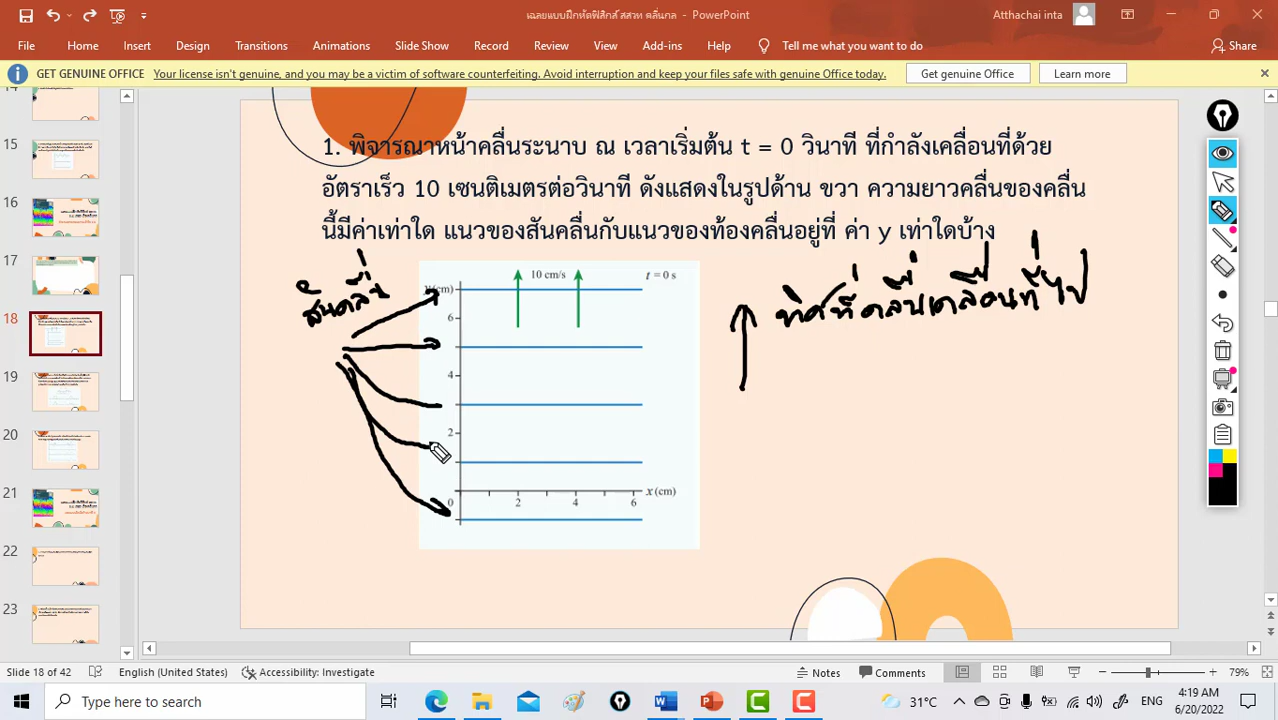 เฉลยแบบฝึกหัดฟิสิกส์ สสวท คลื่นกล - PowerPoint
Atthachai inta
File Home Insert Design Transitions Animations Slide Show Record Review View Add-ins Help Tell me what you want to do
Share
GET GENUINE OFFICE Your license isn't genuine, and you may be a victim of software counterfeiting. Avoid interruption and keep your files safe with genuine Office today. Get genuine Office Learn more
14
15
16
17
18
19
20
21
22
23
1. พิจารณาหน้าคลื่นระนาบ ณ เวลาเริ่มต้น t = 0 วินาที ที่กำลังเคลื่อนที่ด้วย
อัตราเร็ว 10 เซนติเมตรต่อวินาที ดังแสดงในรูปด้าน ขวา ความยาวคลื่นของคลื่น
นี้มีค่าเท่าใด แนวของสันคลื่นกับแนวของท้องคลื่นอยู่ที่ ค่า y เท่าใดบ้าง
สันคลื่น
ทิศที่คลื่นเคลื่อนที่ไป
10 cm/s t = 0 s
(cm)
6
4
2
0 2 4 6
x (cm)
Slide 18 of 42 English (United States) Accessibility: Investigate Notes Comments 79%
Type here to search
31°C
4:19 AM
6/20/2022